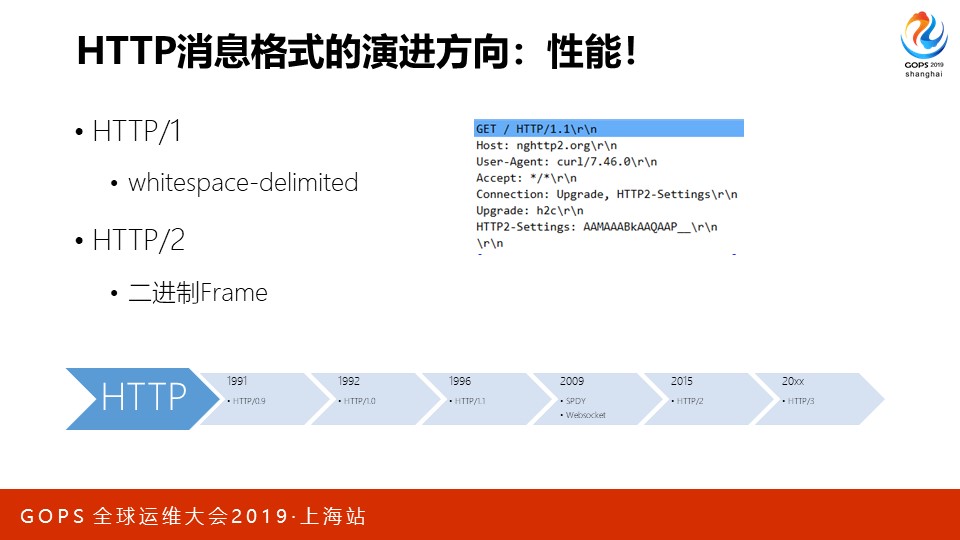 HTTP消息格式的演进方向：性能！
GOPS 2019
shanghai
• HTTP/1
• whitespace-delimited
• HTTP/2
• 二进制Frame
GET / HTTP/1.1\r\n
Host: nghttp2.org\r\n
User-Agent: curl/7.46.0\r\n
Accept: */*\r\n
Connection: Upgrade, HTTP2-Settings\r\n
Upgrade: h2c\r\n
HTTP2-Settings: AAMAAABkAAQAAP__\r\n
\r\n
HTTP
1991
• HTTP/0.9
1992
• HTTP/1.0
1996
• HTTP/1.1
2009
• SPDY
• Websocket
2015
• HTTP/2
20xx
• HTTP/3
GOPS 全球运维大会2019·上海站